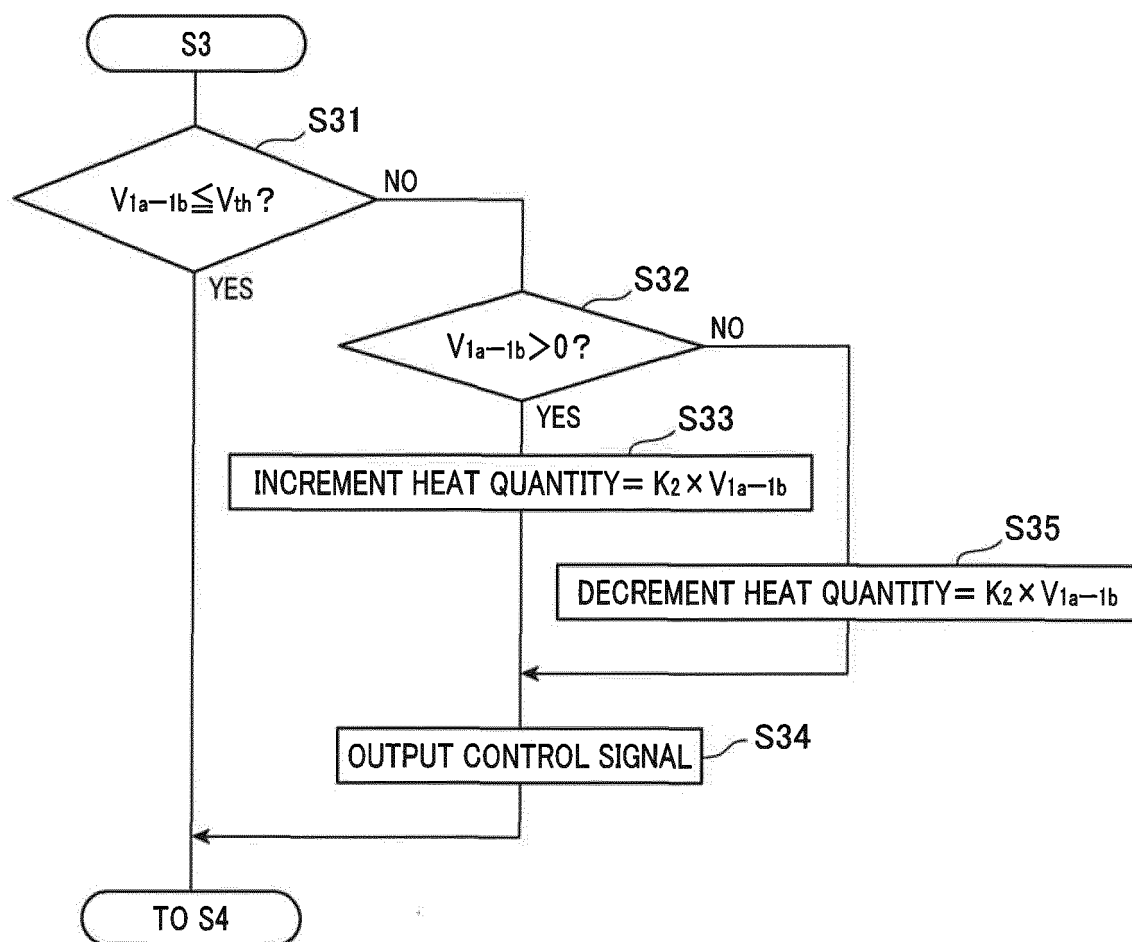 S3
S31
V1a−1b≦Vth?
NO
YES
S32
V1a−1b>0?
NO
YES
S33
INCREMENT HEAT QUANTITY= K2×V1a−1b
S35
DECREMENT HEAT QUANTITY= K2×V1a−1b
S34
OUTPUT CONTROL SIGNAL
TO S4